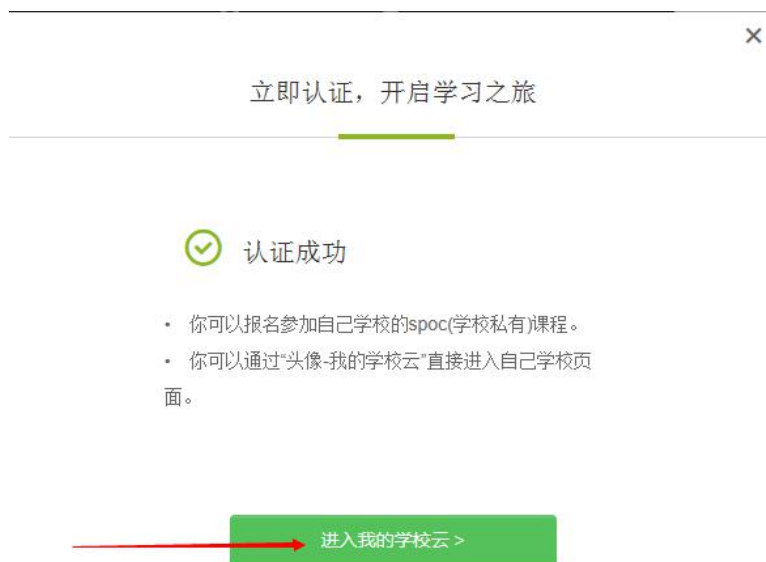 立即认证，开启学习之旅
认证成功
• 你可以报名参加自己学校的spoc(学校私有)课程。
• 你可以通过“头像-我的学校云”直接进入自己学校页
面。
进入我的学校云 >